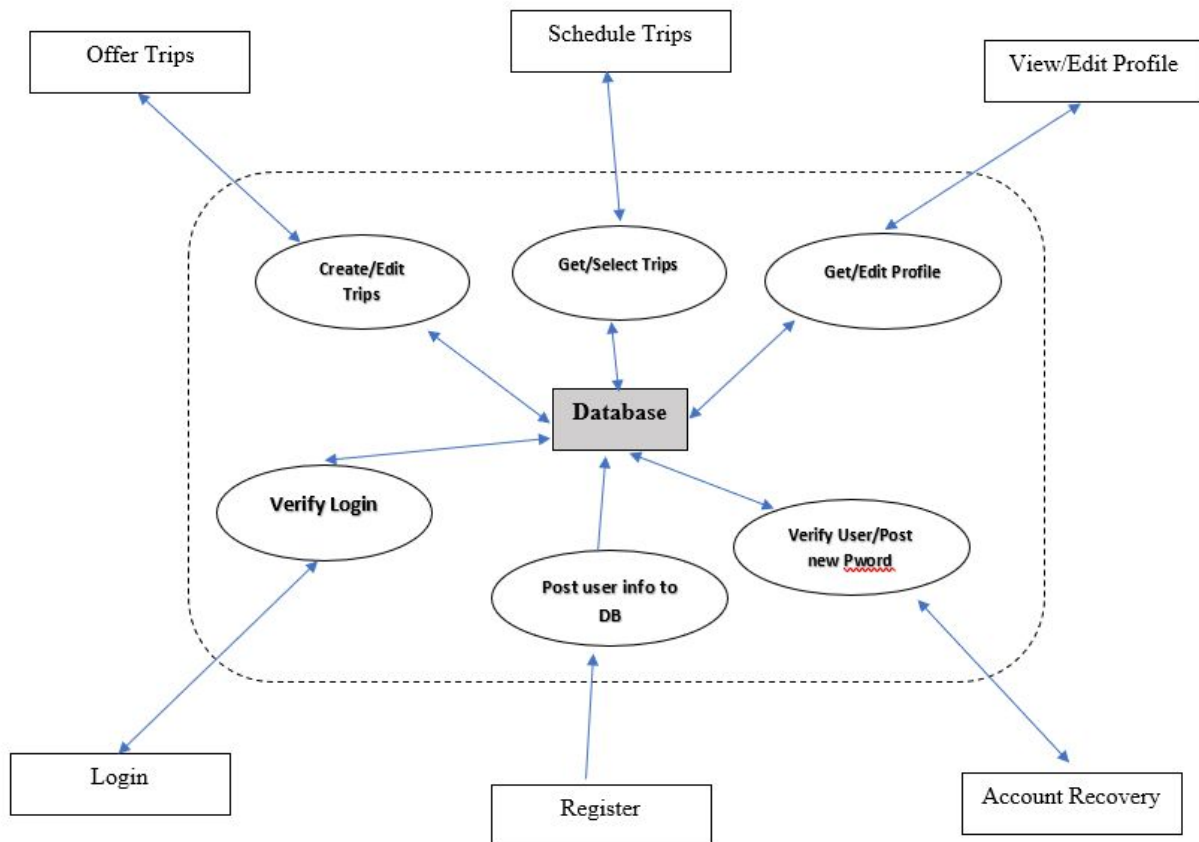 Offer Trips
Schedule Trips
View/Edit Profile
Create/Edit
Trips
Get/Select Trips
Get/Edit Profile
Database
Verify Login
Verify User/Post
new Pword
Post user info to
DB
Login
Register
Account Recovery